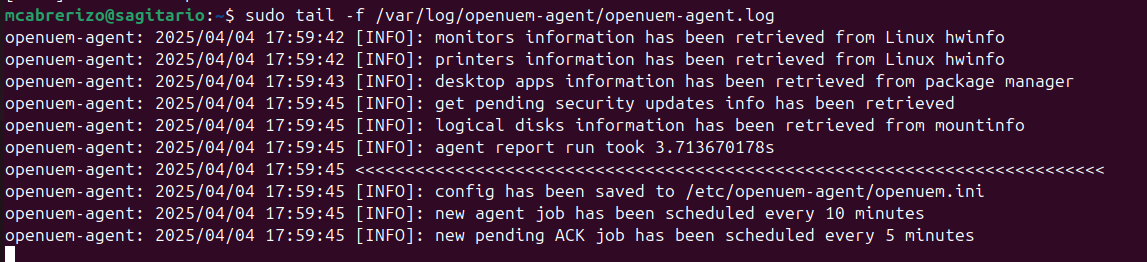 mcabrerizo@sagitario:~$ sudo tail -f /var/log/openuem-agent/openuem-agent.log
openuem-agent: 2025/04/04 17:59:42 [INFO]: monitors information has been retrieved from Linux hwinfo
openuem-agent: 2025/04/04 17:59:42 [INFO]: printers information has been retrieved from Linux hwinfo
openuem-agent: 2025/04/04 17:59:43 [INFO]: desktop apps information has been retrieved from package manager
openuem-agent: 2025/04/04 17:59:45 [INFO]: get pending security updates info has been retrieved
openuem-agent: 2025/04/04 17:59:45 [INFO]: logical disks information has been retrieved from mountinfo
openuem-agent: 2025/04/04 17:59:45 [INFO]: agent report run took 3.713670178s
openuem-agent: 2025/04/04 17:59:45 <<<<<<<<<<<<<<<<<<<<<<<<<<<<<<<<<<<<<<<<<<<<<<<<<<<<<<<<<<<<<<<<<<<<<<<<<<<
openuem-agent: 2025/04/04 17:59:45 [INFO]: config has been saved to /etc/openuem-agent/openuem.ini
openuem-agent: 2025/04/04 17:59:45 [INFO]: new agent job has been scheduled every 10 minutes
openuem-agent: 2025/04/04 17:59:45 [INFO]: new pending ACK job has been scheduled every 5 minutes